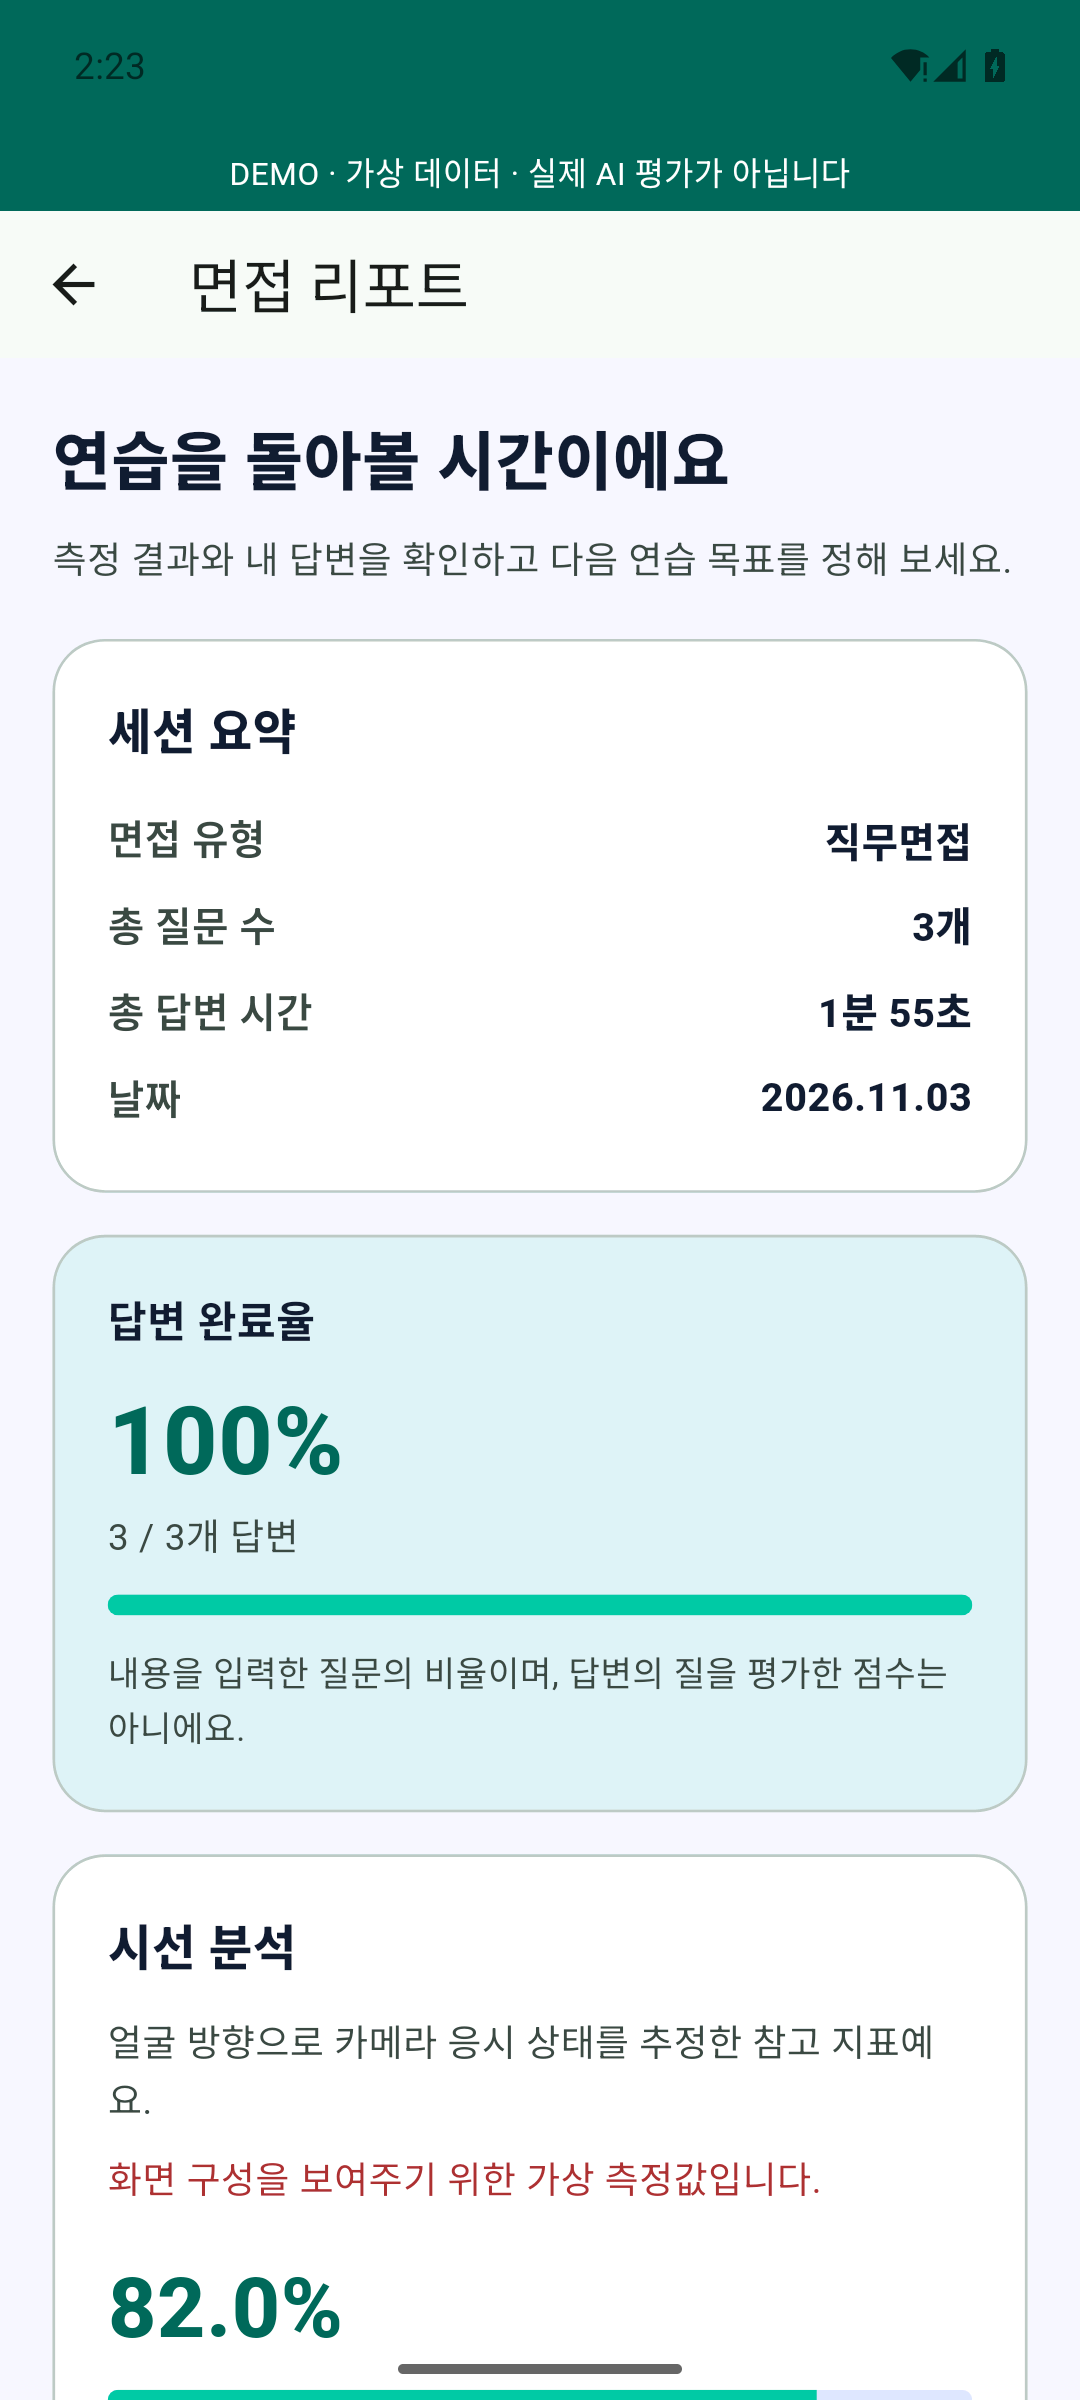 2:23
DEMO · 가상 데이터 · 실제 AI 평가가 아닙니다
면접 리포트
연습을 돌아볼 시간이에요
측정 결과와 내 답변을 확인하고 다음 연습 목표를 정해 보세요.
세션 요약
면접 유형 직무면접
총 질문 수 3개
총 답변 시간 1분 55초
날짜 2026.11.03
답변 완료율
100%
3 / 3개 답변
내용을 입력한 질문의 비율이며, 답변의 질을 평가한 점수는
아니에요.
시선 분석
얼굴 방향으로 카메라 응시 상태를 추정한 참고 지표예
요.
화면 구성을 보여주기 위한 가상 측정값입니다.
82.0%